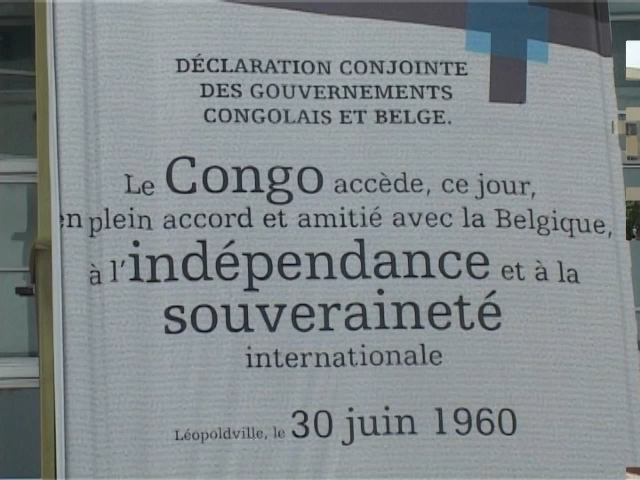 DÉCLARATION CONJOINTE
DES GOUVERNEMENTS
CONGOLAIS ET BELGE.
Le Congo accède, ce jour,
en plein accord et amitié avec la Belgique,
à l'indépendance et à la
souveraineté
internationale
Léopoldville, le 30 juin 1960